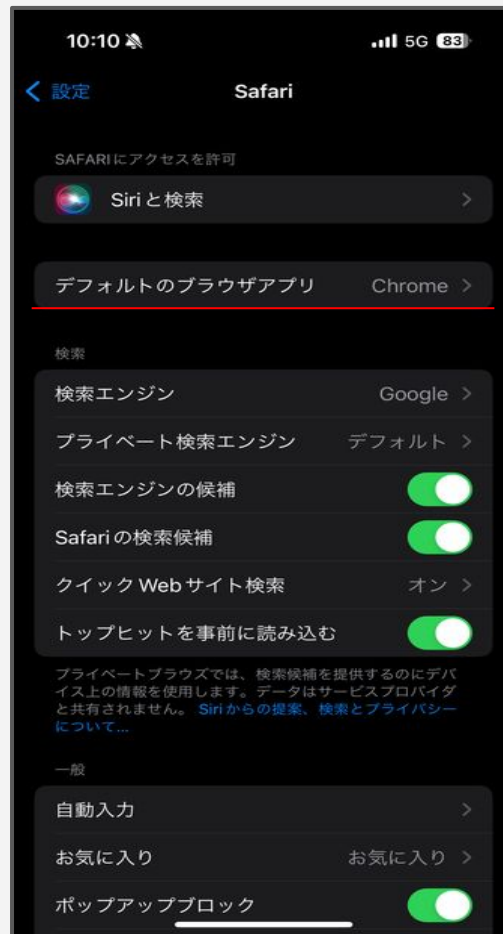 10:10 5G 83
設定 Safari
SAFARIにアクセスを許可
Siriと検索
デフォルトのブラウザアプリ Chrome
検索
検索エンジン Google
プライベート検索エンジン デフォルト
検索エンジンの候補
Safariの検索候補
クイックWebサイト検索 オン
トップヒットを事前に読み込む
プライベートブラウズでは、検索候補を提供するのにデバ
イス上の情報を使用します。データはサービスプロバイダ
と共有されません。 Siriからの提案、検索とプライバシー
について...
一般
自動入力
お気に入り お気に入り
ポップアップブロック